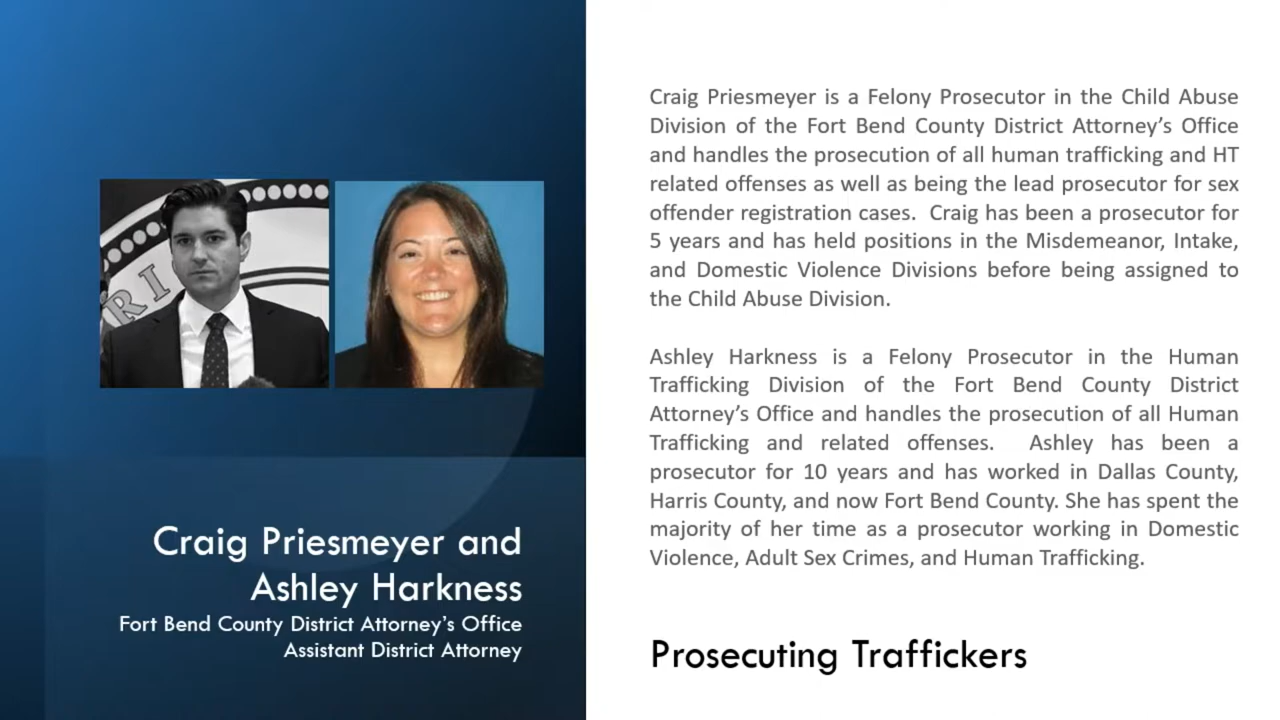 RI
Craig Priesmeyer and
Ashley Harkness
Fort Bend County District Attorney’s Office
Assistant District Attorney
Craig Priesmeyer is a Felony Prosecutor in the Child Abuse
Division of the Fort Bend County District Attorney’s Office
and handles the prosecution of all human trafficking and HT
related offenses as well as being the lead prosecutor for sex
offender registration cases.  Craig has been a prosecutor for
5 years and has held positions in the Misdemeanor, Intake,
and Domestic Violence Divisions before being assigned to
the Child Abuse Division.
Ashley Harkness is a Felony Prosecutor in the Human
Trafficking Division of the Fort Bend County District
Attorney’s Office and handles the prosecution of all Human
Trafficking and related offenses.  Ashley has been a
prosecutor for 10 years and has worked in Dallas County,
Harris County, and now Fort Bend County. She has spent the
majority of her time as a prosecutor working in Domestic
Violence, Adult Sex Crimes, and Human Trafficking.
Prosecuting Traffickers